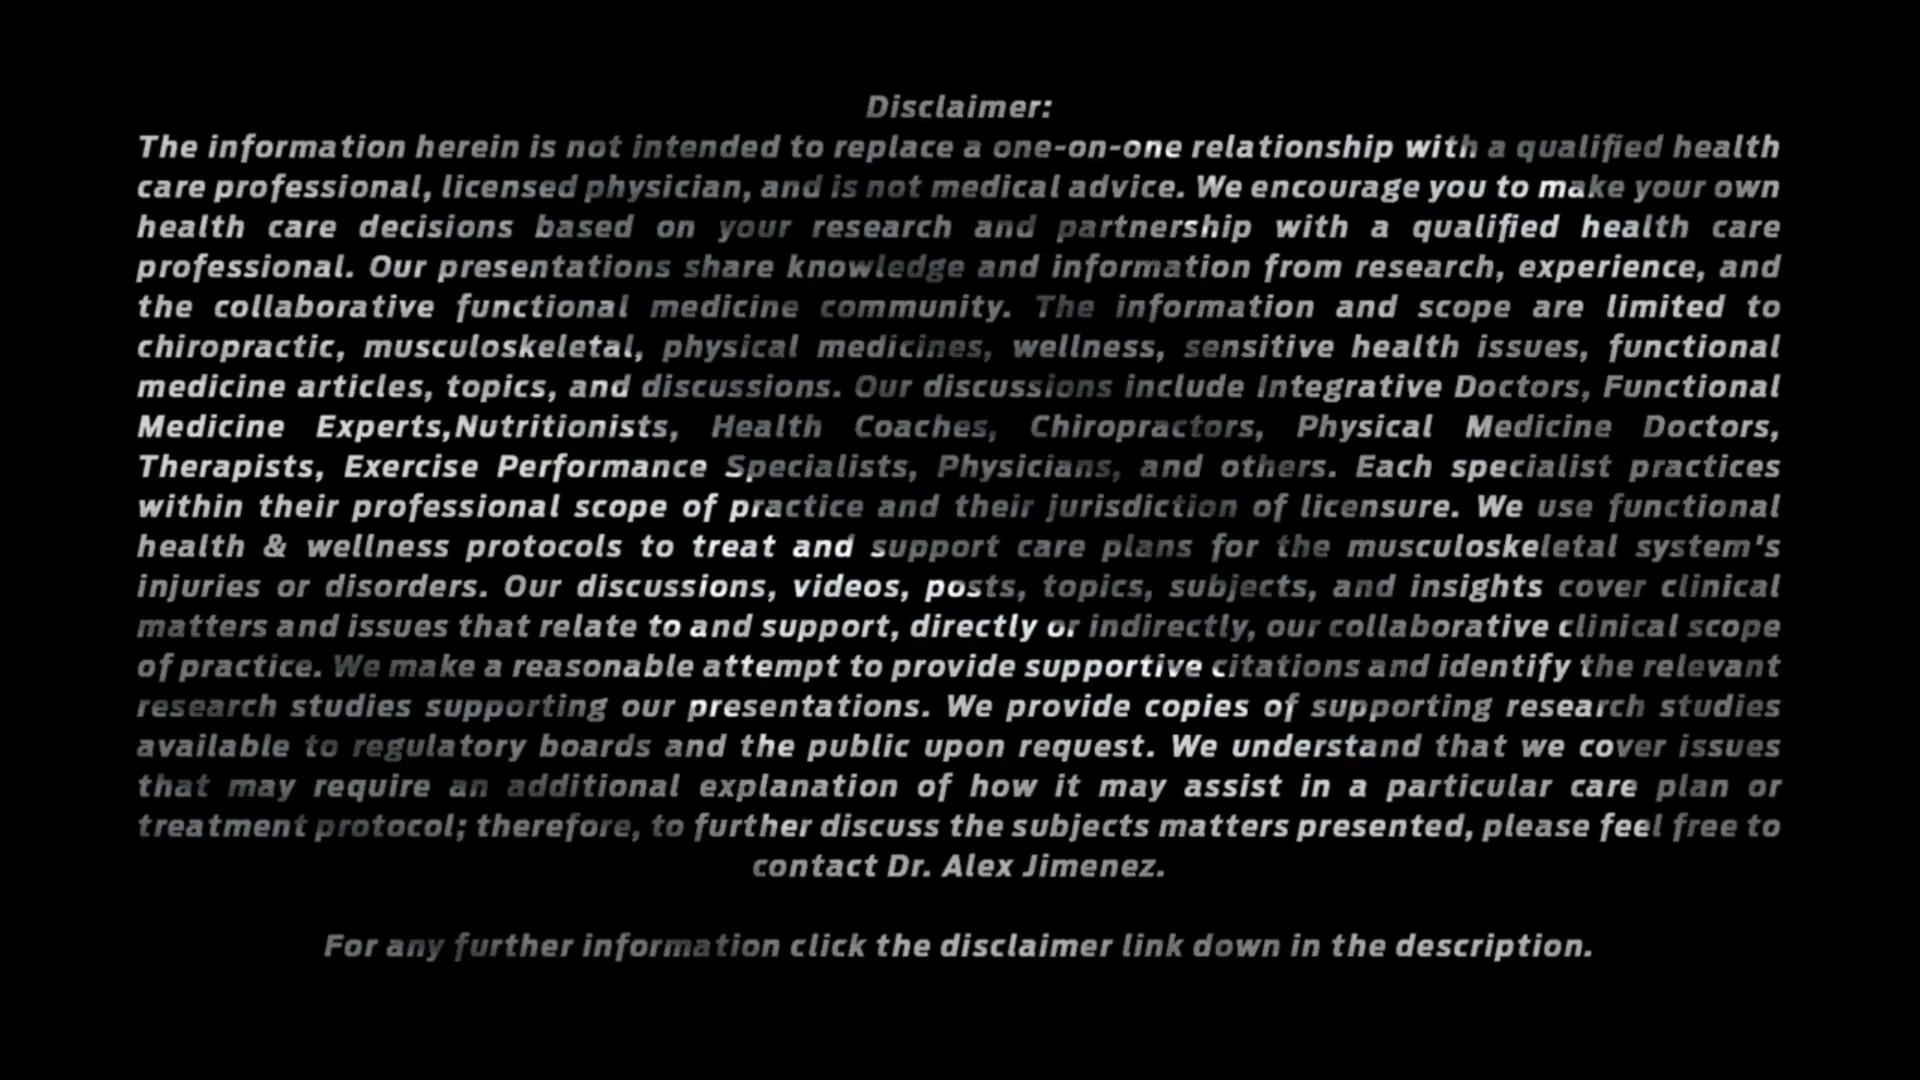 Disclaimer:
The information herein is not intended to replace a one-on-one relationship with a qualified health
care professional, licensed physician, and is not medical advice. We encourage you to make your own
health care decisions based on your research and partnership with a qualified health care
professional. Our presentations share knowledge and information from research, experience, and
the collaborative functional medicine community. The information and scope are limited to
chiropractic, musculoskeletal, physical medicines, wellness, sensitive health issues, functional
medicine articles, topics, and discussions. Our discussions include Integrative Doctors, Functional
Medicine Experts,Nutritionists, Health Coaches, Chiropractors, Physical Medicine Doctors,
Therapists, Exercise Performance Specialists, Physicians, and others. Each specialist practices
within their professional scope of practice and their jurisdiction of licensure. We use functional
health & wellness protocols to treat and support care plans for the musculoskeletal system's
injuries or disorders. Our discussions, videos, posts, topics, subjects, and insights cover clinical
matters and issues that relate to and support, directly or indirectly, our collaborative clinical scope
of practice. We make a reasonable attempt to provide supportive citations and identify the relevant
research studies supporting our presentations. We provide copies of supporting research studies
available to regulatory boards and the public upon request. We understand that we cover issues
that may require an additional explanation of how it may assist in a particular care plan or
treatment protocol; therefore, to further discuss the subjects matters presented, please feel free to
contact Dr. Alex Jimenez.
For any further information click the disclaimer link down in the description.